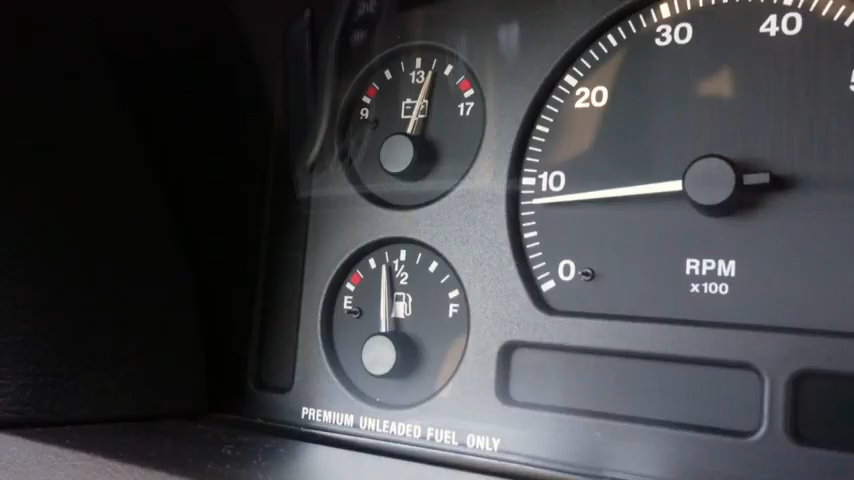 13
9 17
30
40
20
10
0
RPM
x100
1/2
E F
PREMIUM UNLEADED FUEL ONLY